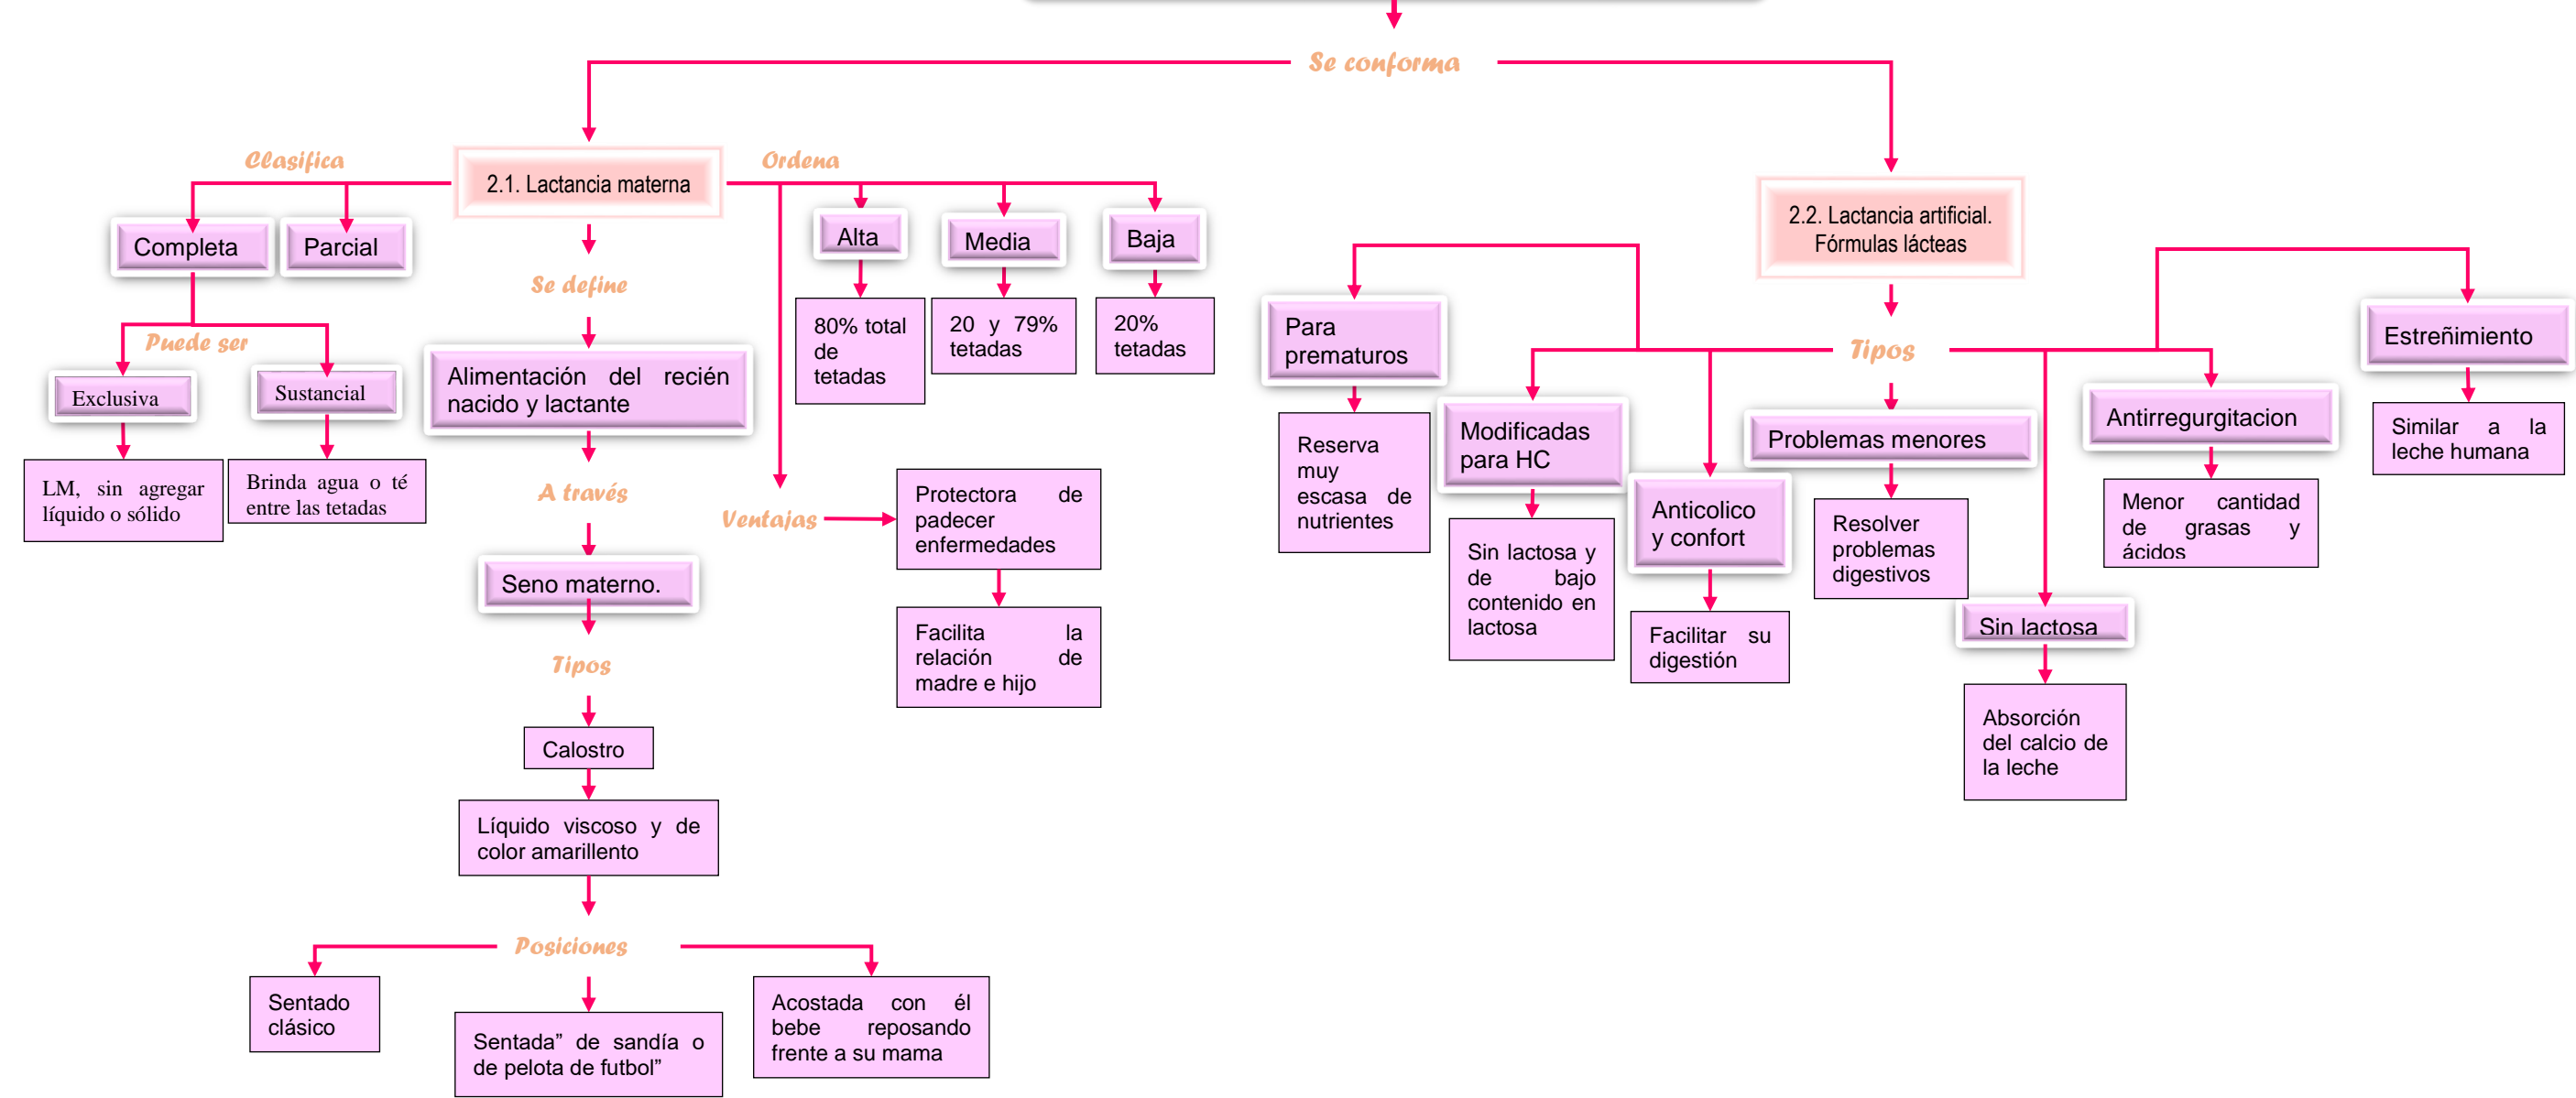 Se conforma
Clasifica
2.1. Lactancia materna
Ordena
Completa
Parcial
Puede ser
Exclusiva
Sustancial
LM, sin agregar
líquido o sólido
Brinda agua o té
entre las tetadas
Se define
Alimentación del recién
nacido y lactante
A través
Seno materno.
Tipos
Calostro
Líquido viscoso y de
color amarillento
Posiciones
Sentado
clásico
Sentada” de sandía o
de pelota de futbol”
Acostada con él
bebe reposando
frente a su mama
Alta
80% total
de
tetadas
Media
20 y 79%
tetadas
Baja
20%
tetadas
Ventajas
Protectora de
padecer
enfermedades
Facilita la
relación de
madre e hijo
2.2. Lactancia artificial.
Fórmulas lácteas
Tipos
Para
prematuros
Reserva
muy
escasa de
nutrientes
Modificadas
para HC
Sin lactosa y
de bajo
contenido en
lactosa
Anticolico
y confort
Facilitar su
digestión
Problemas menores
Resolver
problemas
digestivos
Sin lactosa
Absorción
del calcio de
la leche
Antirregurgitacion
Menor cantidad
de grasas y
ácidos
Estreñimiento
Similar a la
leche humana